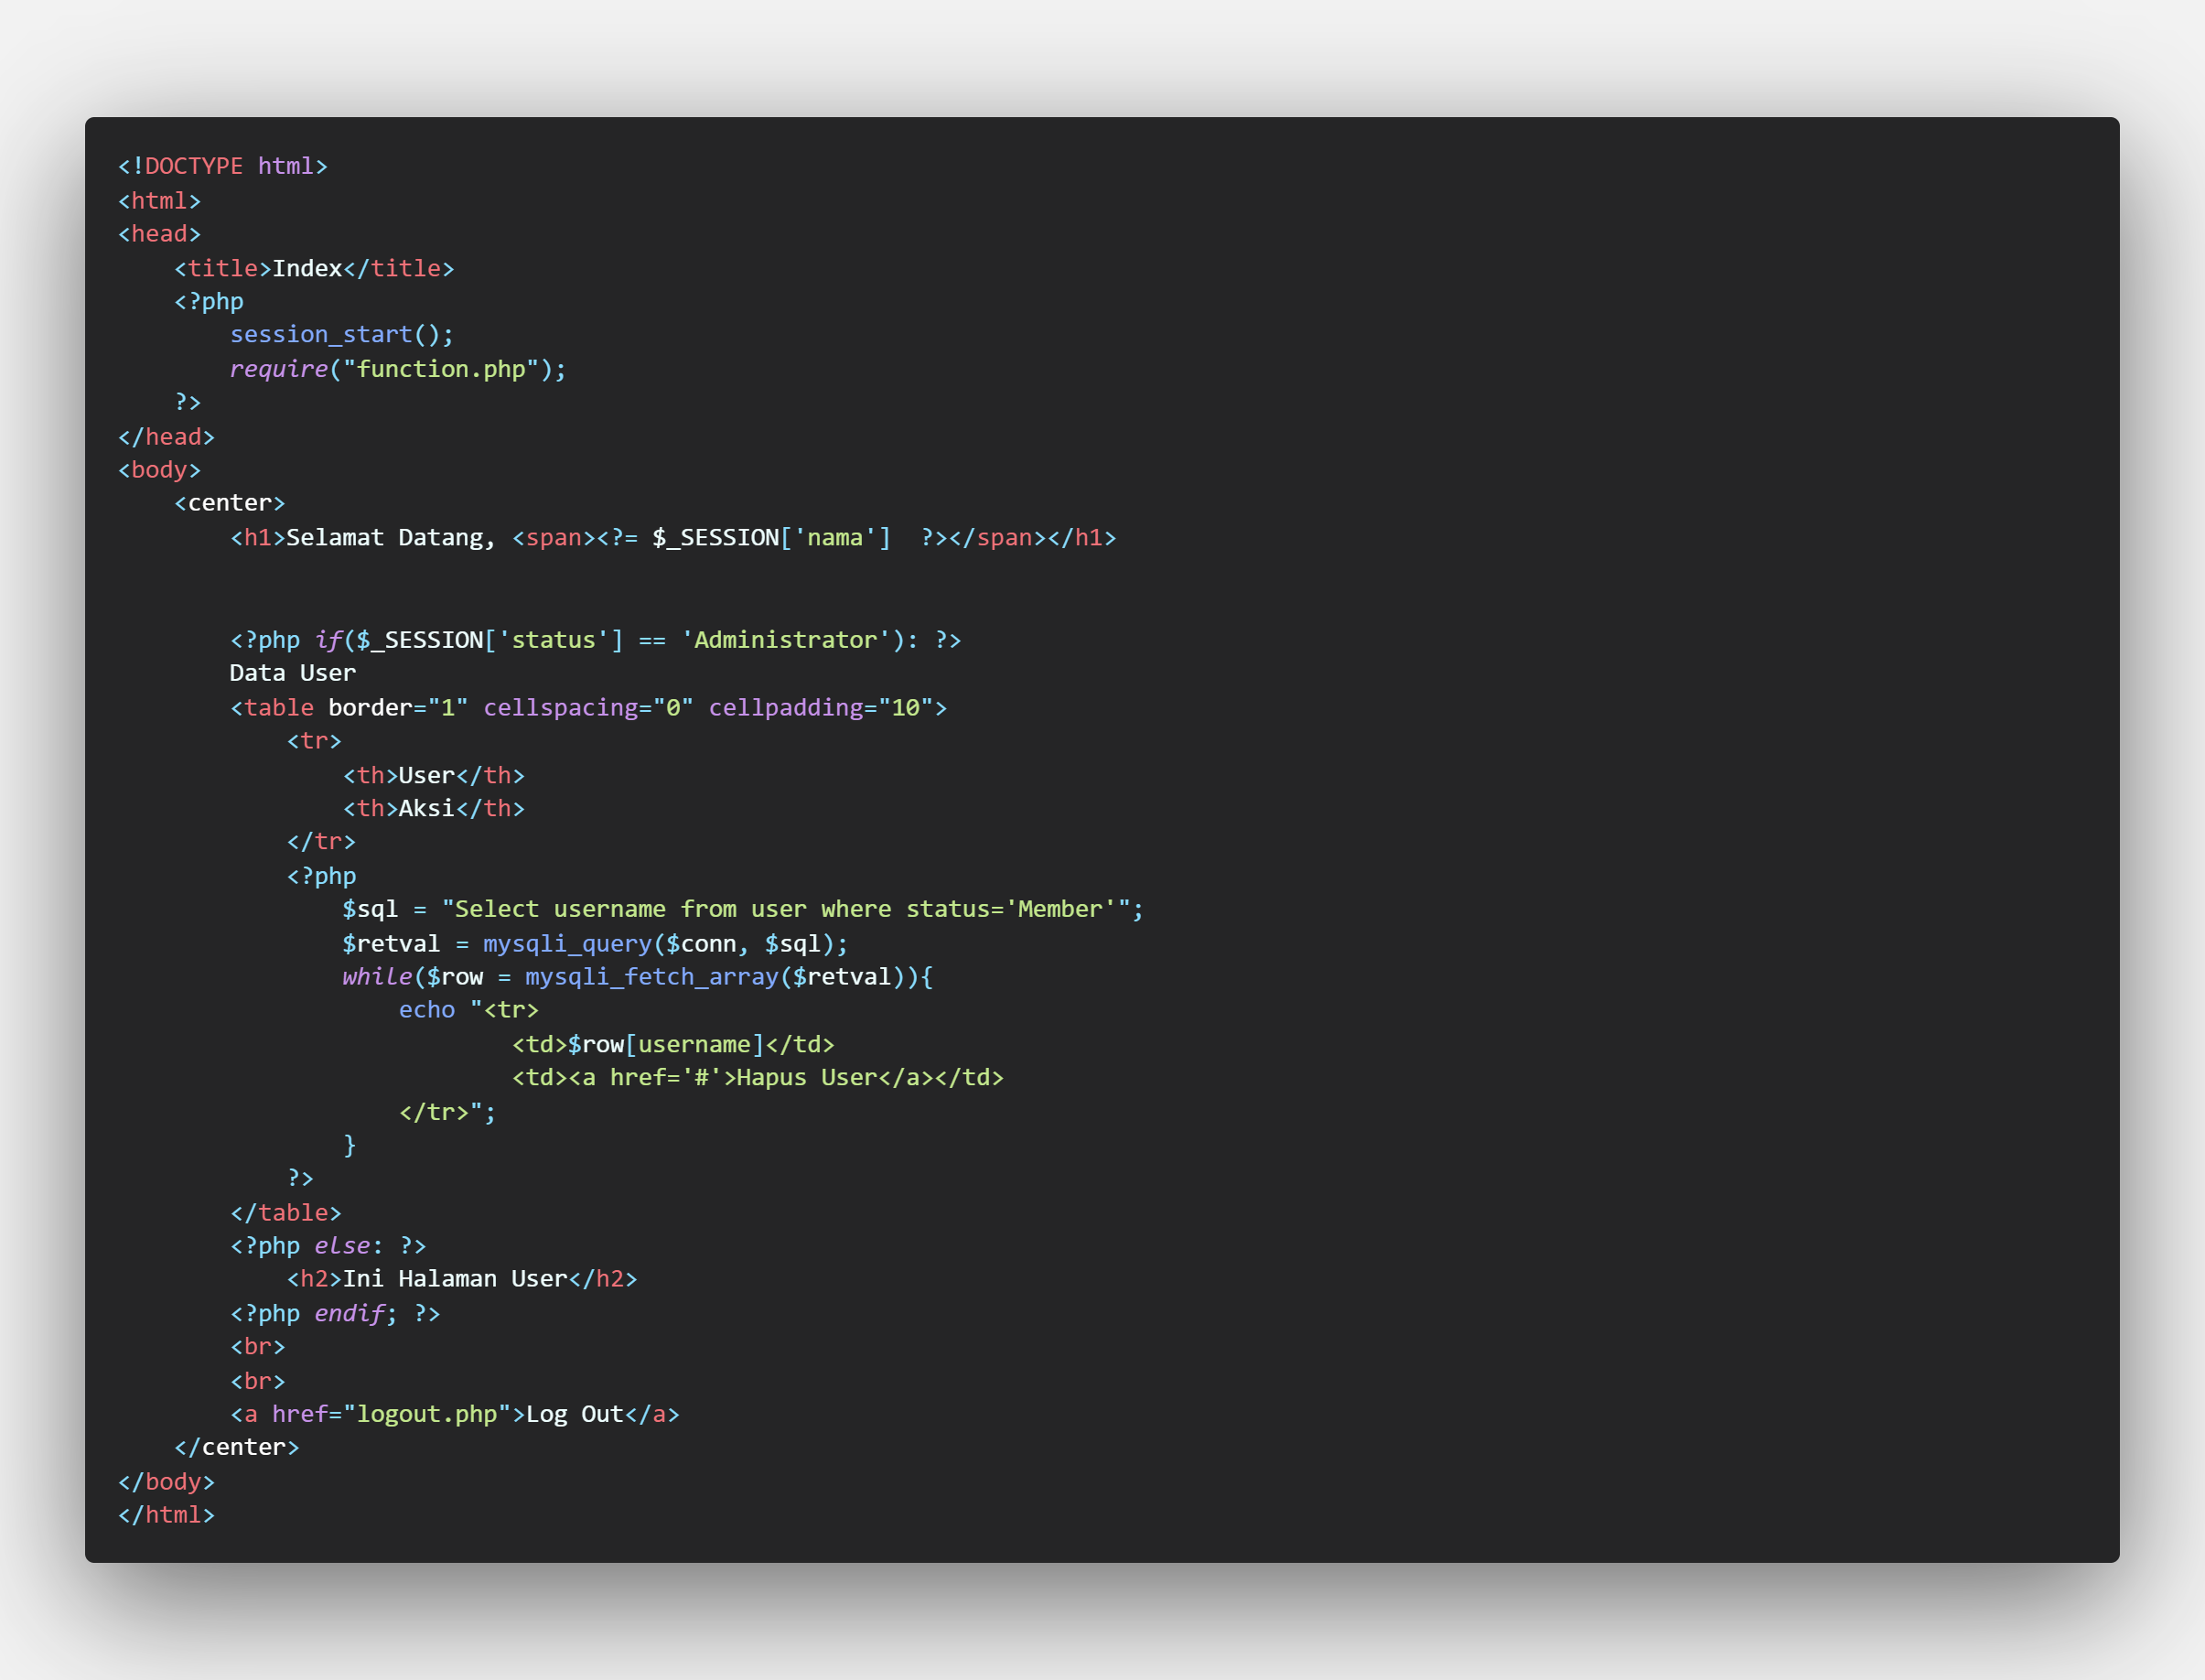 <!DOCTYPE html>
<html>
<head>
    <title>Index</title>
    <?php
        session_start();
        require("function.php");
    ?>
</head>
<body>
    <center>
        <h1>Selamat Datang, <span><?= $_SESSION['nama']  ?></span></h1>


        <?php if($_SESSION['status'] == 'Administrator'): ?>
        Data User
        <table border="1" cellspacing="0" cellpadding="10">
            <tr>
                <th>User</th>
                <th>Aksi</th>
            </tr>
            <?php
                $sql = "Select username from user where status='Member'";
                $retval = mysqli_query($conn, $sql);
                while($row = mysqli_fetch_array($retval)){
                    echo "<tr>
                            <td>$row[username]</td>
                            <td><a href='#'>Hapus User</a></td>
                    </tr>";
                }
            ?>
        </table>
        <?php else: ?>
            <h2>Ini Halaman User</h2>
        <?php endif; ?>
        <br>
        <br>
        <a href="logout.php">Log Out</a>
    </center>
</body>
</html>